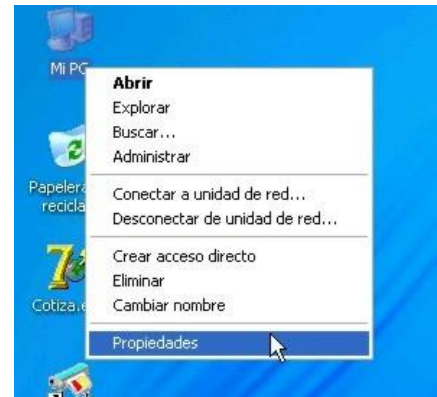 Mi PC
Abrir
Explorar
Buscar...
Administrar
Conectar a unidad de red...
Desconectar de unidad de red...
Crear acceso directo
Eliminar
Cambiar nombre
Propiedades
Papelera
recicla
Cotiza.e